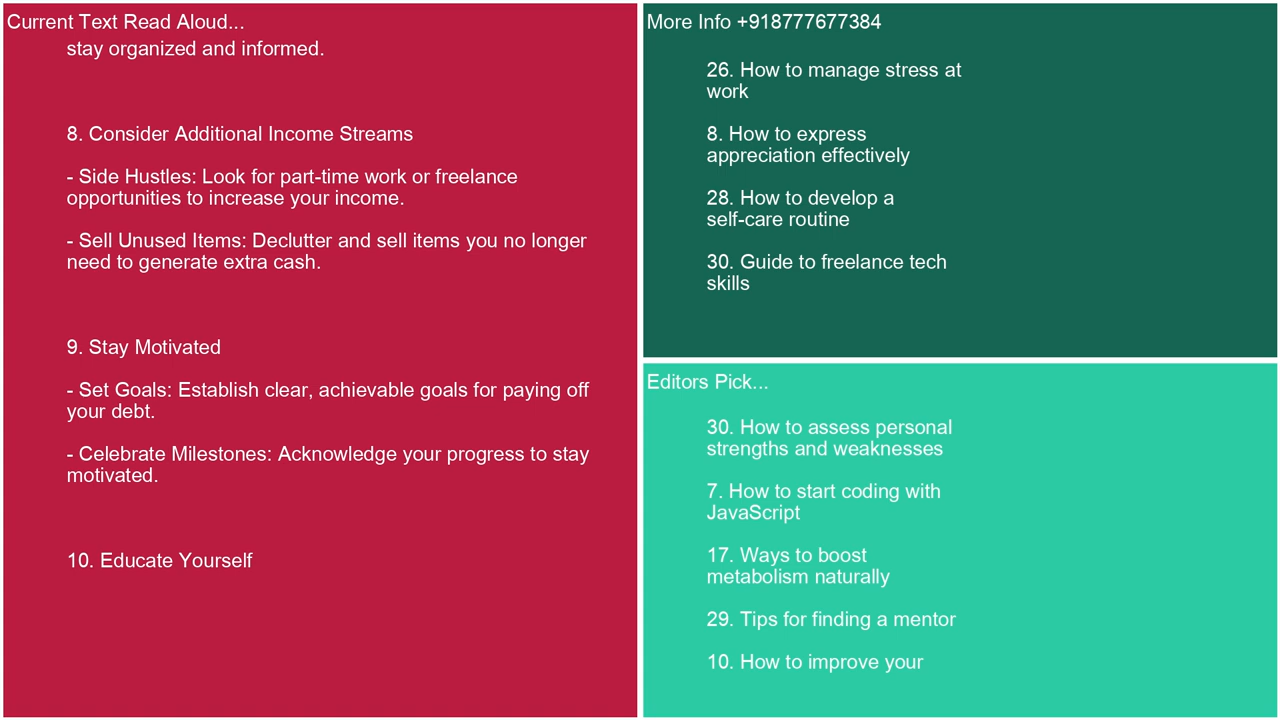 Current Text Read Aloud...
stay organized and informed.
8. Consider Additional Income Streams
- Side Hustles: Look for part-time work or freelance
opportunities to increase your income.
- Sell Unused Items: Declutter and sell items you no longer
need to generate extra cash.
9. Stay Motivated
- Set Goals: Establish clear, achievable goals for paying off
your debt.
- Celebrate Milestones: Acknowledge your progress to stay
motivated.
10. Educate Yourself
More Info +918777677384
26. How to manage stress at
work
8. How to express
appreciation effectively
28. How to develop a
self-care routine
30. Guide to freelance tech
skills
Editors Pick...
30. How to assess personal
strengths and weaknesses
7. How to start coding with
JavaScript
17. Ways to boost
metabolism naturally
29. Tips for finding a mentor
10. How to improve your